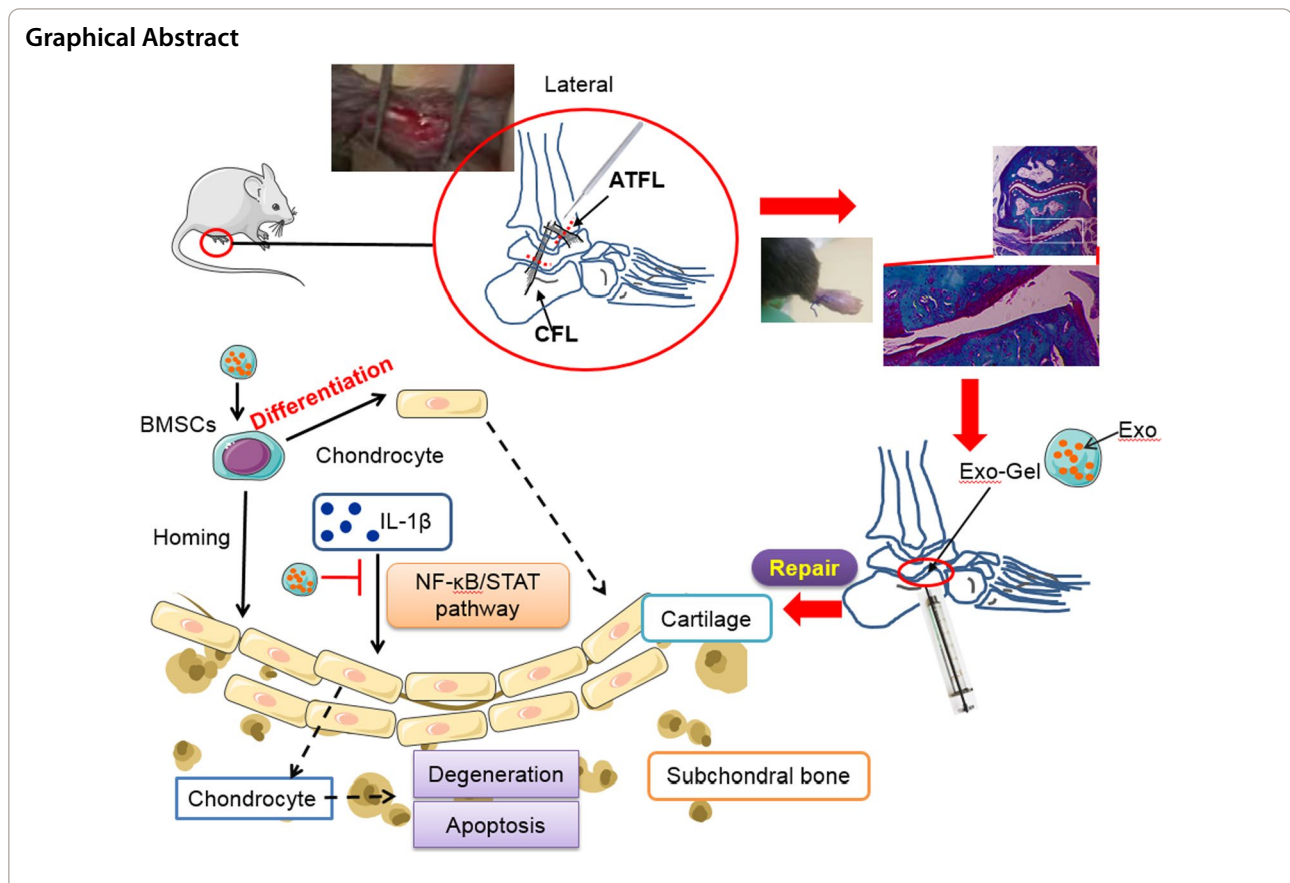 Graphical Abstract
Lateral
ATFL
CFL
BMSCs
Differentiation
Chondrocyte
Homing
IL-1β
NF-κB/STAT
pathway
Exo
Exo-Gel
Repair
Cartilage
Degeneration
Subchondral bone
Chondrocyte
Apoptosis